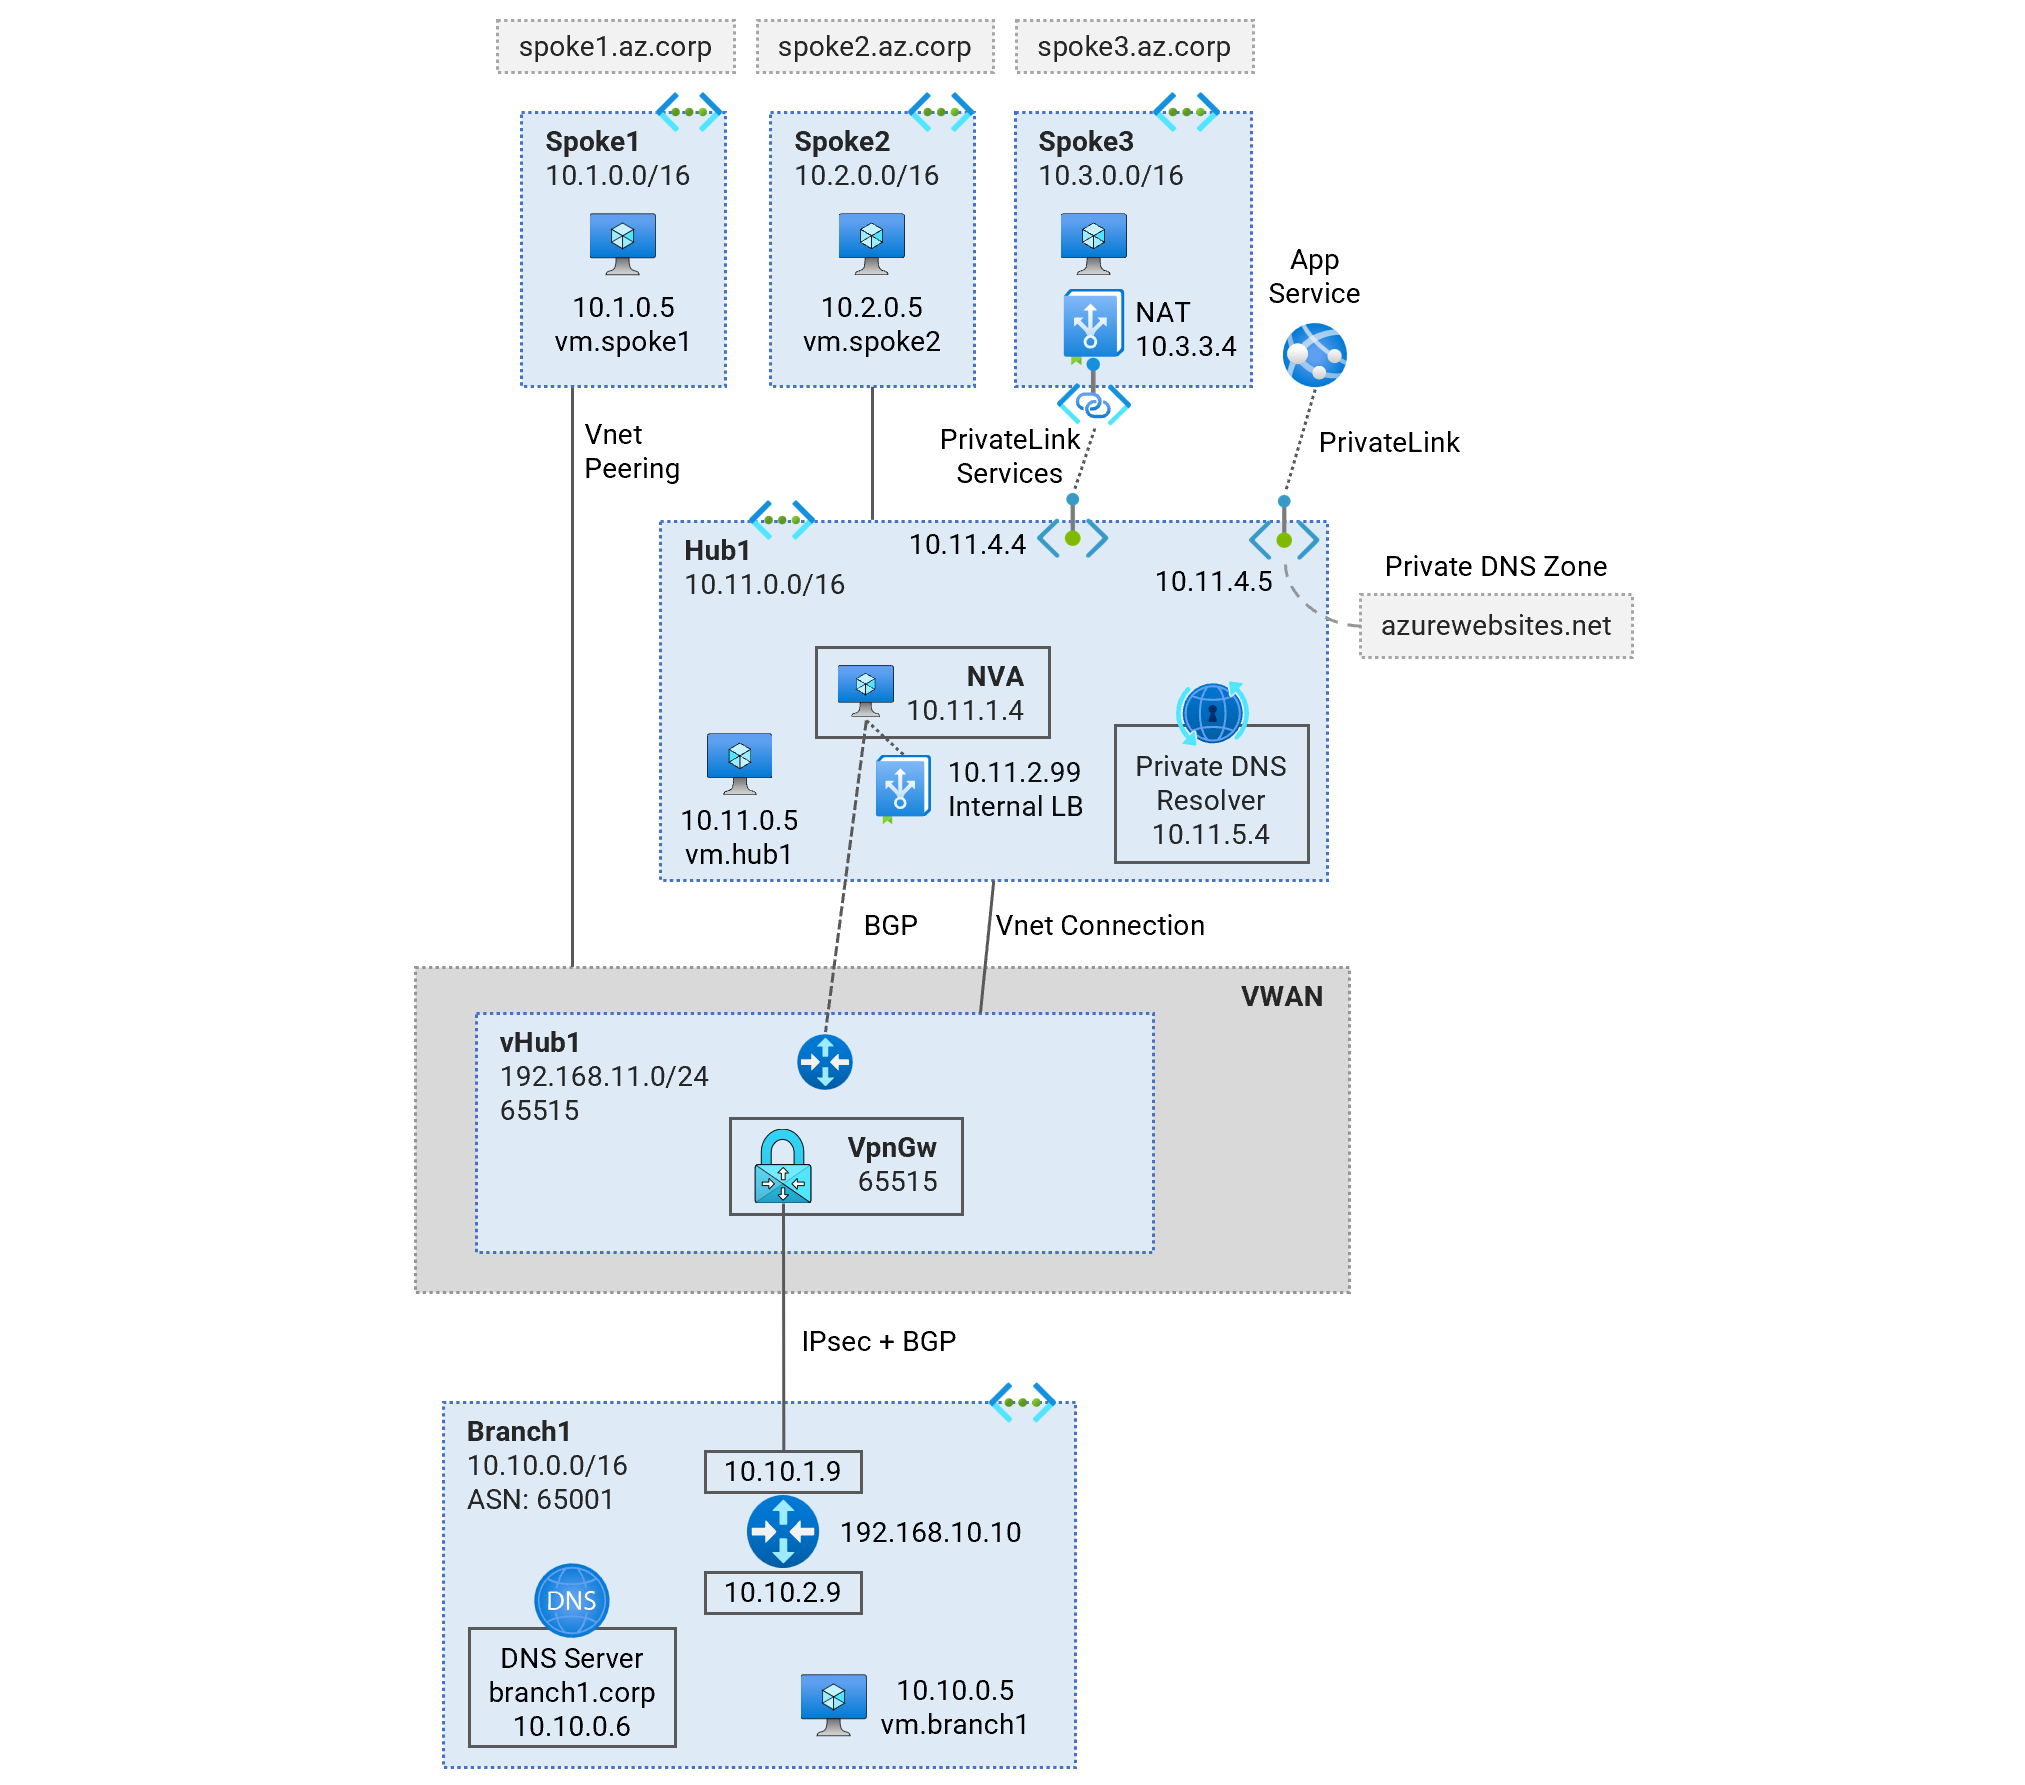 spoke1.az.corp
spoke2.az.corp
spoke3.az.corp
Spoke1
10.1.0.0/16
10.1.0.5
vm.spoke1
Spoke2
10.2.0.0/16
10.2.0.5
vm.spoke2
Spoke3
10.3.0.0/16
NAT
10.3.3.4
App
Service
Vnet
Peering
PrivateLink
Services
PrivateLink
Hub1
10.11.0.0/16
10.11.4.4
10.11.4.5
Private DNS Zone
azurewebsites.net
NVA
10.11.1.4
10.11.2.99
Internal LB
10.11.0.5
vm.hub1
Private DNS
Resolver
10.11.5.4
BGP
Vnet Connection
VWAN
vHub1
192.168.11.0/24
65515
VpnGw
65515
IPsec + BGP
Branch1
10.10.0.0/16
ASN: 65001
10.10.1.9
192.168.10.10
10.10.2.9
DNS
DNS Server
branch1.corp
10.10.0.6
10.10.0.5
vm.branch1